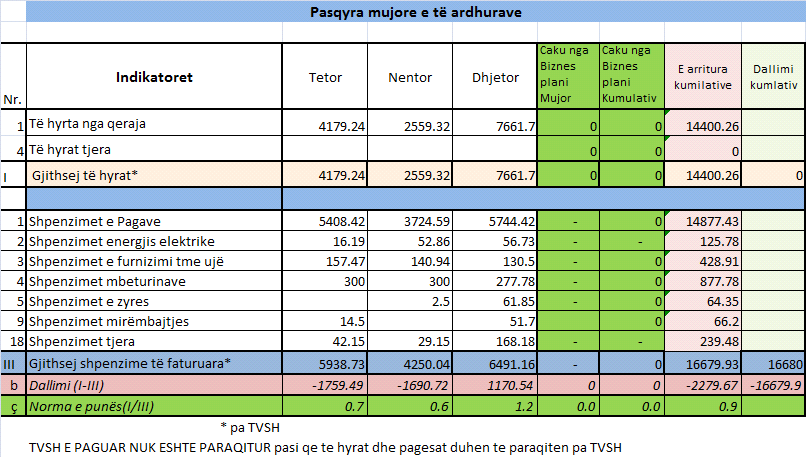 Pasqyra mujore e të ardhurave
Nr. Indikatoret Tetor Nentor Dhjetor Caku nga Biznes plani Mujor Caku nga Biznes plani Kumulativ E arritura kumilative Dallimi kumlativ
1 Të hyrta nga qeraja 4179.24 2559.32 7661.7 0 0 14400.26
4 Të hyrat tjera 0 0 0
I Gjithsej të hyrat* 4179.24 2559.32 7661.7 0 0 14400.26 0
1 Shpenzimet e Pagave 5408.42 3724.59 5744.42 - 0 14877.43
2 Shpenzimet energjis elektrike 16.19 52.86 56.73 - - 125.78
3 Shpenzimet e furnizimi tme ujë 157.47 140.94 130.5 - 0 428.91
4 Shpenzimet mbeturinave 300 300 277.78 - 0 877.78
5 Shpenzimet e zyres 2.5 61.85 - 0 64.35
9 Shpenzimet mirëmbajtjes 14.5 51.7 0 66.2
18 Shpenzimet tjera 42.15 29.15 168.18 - - 239.48
III Gjithsej shpenzime të faturuara* 5938.73 4250.04 6491.16 - 0 16679.93 16680
b Dallimi (I-III) -1759.49 -1690.72 1170.54 0 0 -2279.67 -16679.9
ç Norma e punës(I/III) 0.7 0.6 1.2 0.0 0.0 0.9
* pa TVSH
TVSH E PAGUAR NUK ESHTE PARAQITUR pasi qe te hyrat dhe pagesat duhen te paraqiten pa TVSH